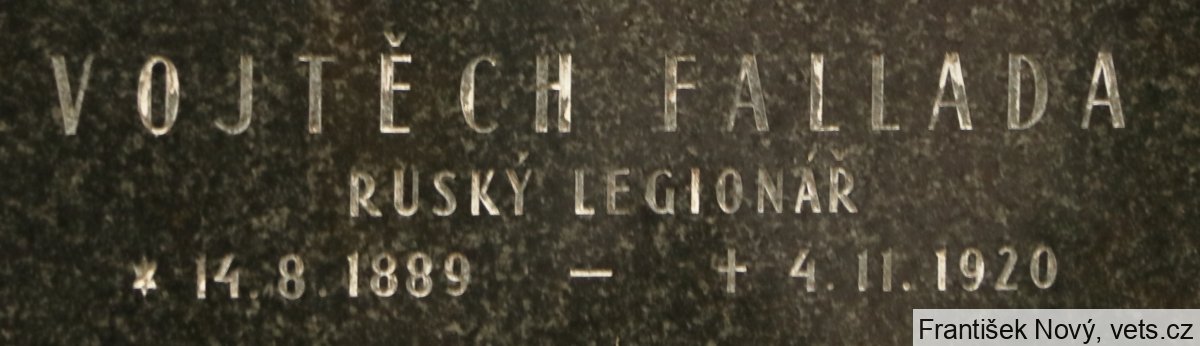 VOJTĚCH FALLADA
RUSKÝ LEGIONÁŘ
* 14.8.1889 — + 4.11.1920
František Nový, vets.cz